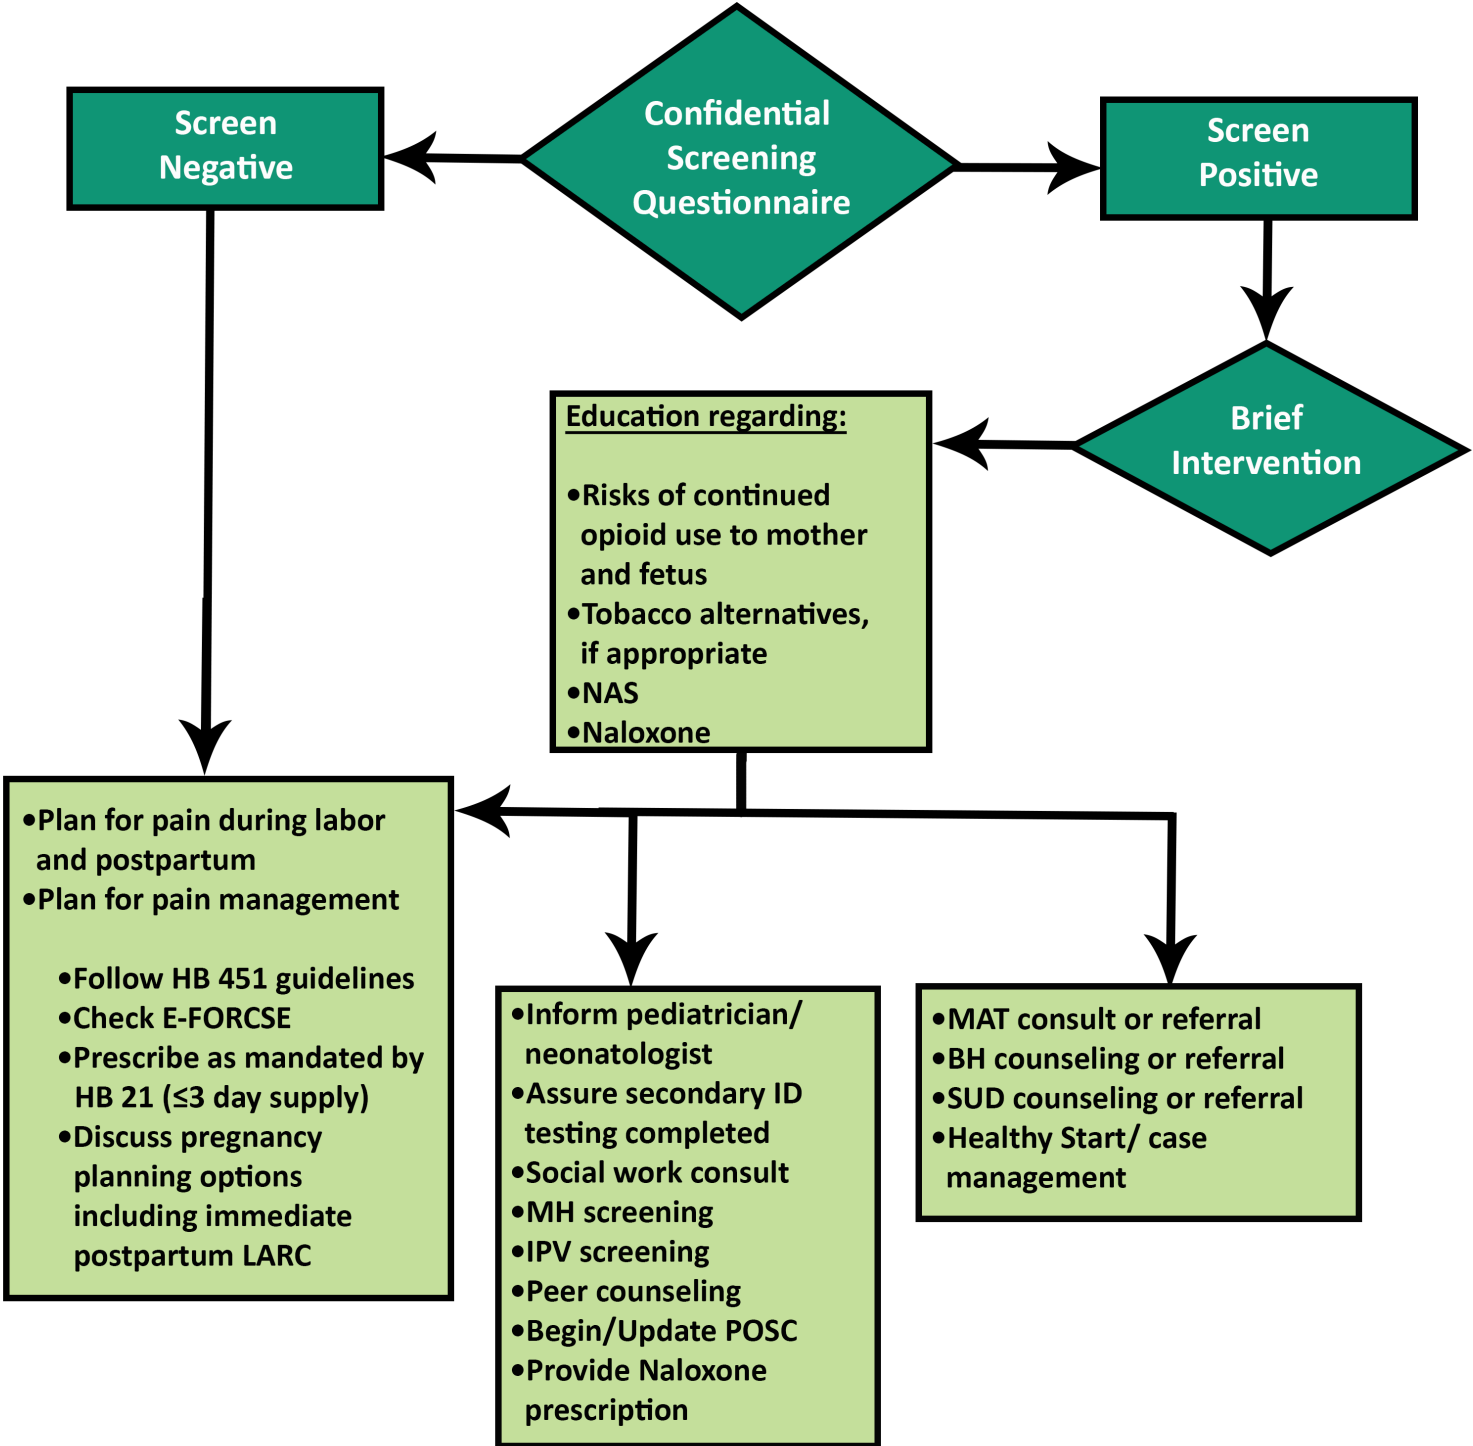 Confidential
Screening
Questionnaire
Screen
Negative
Screen
Positive
Brief
Intervention
Education regarding:
•Risks of continued
opioid use to mother
and fetus
•Tobacco alternatives,
if appropriate
•NAS
•Naloxone
•Plan for pain during labor
and postpartum
•Plan for pain management
•Follow HB 451 guidelines
•Check E-FORCSE
•Prescribe as mandated by
HB 21 (≤3 day supply)
•Discuss pregnancy
planning options
including immediate
postpartum LARC
•Inform pediatrician/
neonatologist
•Assure secondary ID
testing completed
•Social work consult
•MH screening
•IPV screening
•Peer counseling
•Begin/Update POSC
•Provide Naloxone
prescription
•MAT consult or referral
•BH counseling or referral
•SUD counseling or referral
•Healthy Start/ case
management